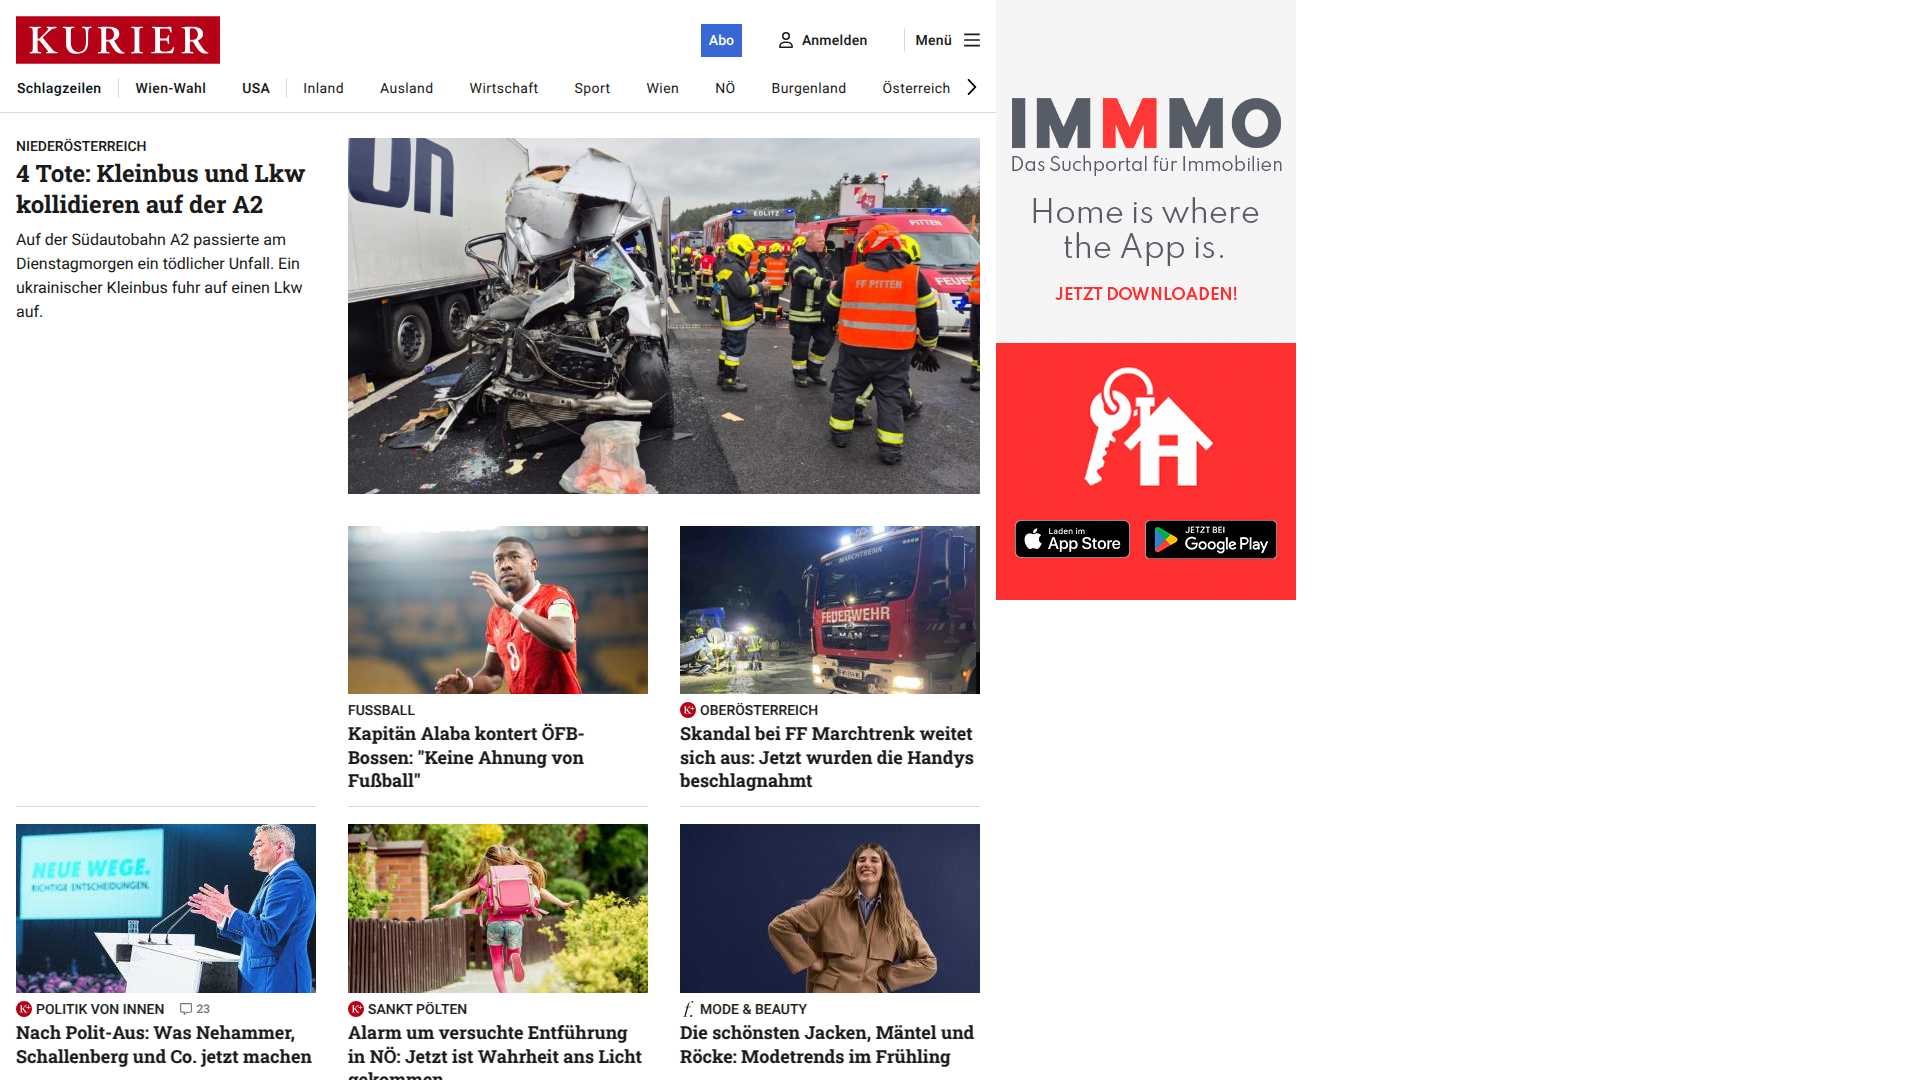 KURIER
Abo
Anmelden
Menü
Schlagzeilen
Wien-Wahl
USA
Inland
Ausland
Wirtschaft
Sport
Wien
NÖ
Burgenland
Österreich
NIEDERÖSTERREICH
4 Tote: Kleinbus und Lkw
kollidieren auf der A2
Auf der Südautobahn A2 passierte am
Dienstagmorgen ein tödlicher Unfall. Ein
ukrainischer Kleinbus fuhr auf einen Lkw
auf.
EDLITZ
PITTEN
FF PITTEN
FEUE
8
FUSSBALL
Kapitän Alaba kontert ÖFB-
Bossen: "Keine Ahnung von
Fußball"
MARCHTRENK
FEUERWEHR
MAN
K+ OBERÖSTERREICH
Skandal bei FF Marchtrenk weitet
sich aus: Jetzt wurden die Handys
beschlagnahmt
NEUE WEGE.
RICHTIGE ENTSCHEIDUNGEN.
K+ POLITIK VON INNEN 23
Nach Polit-Aus: Was Nehammer,
Schallenberg und Co. jetzt machen
K+ SANKT PÖLTEN
Alarm um versuchte Entführung
in NÖ: Jetzt ist Wahrheit ans Licht
gekommen
f. MODE & BEAUTY
Die schönsten Jacken, Mäntel und
Röcke: Modetrends im Frühling
IMMMO
Das Suchportal für Immobilien
Home is where
the App is.
JETZT DOWNLOADEN!
Laden im
App Store
JETZT BEI
Google Play